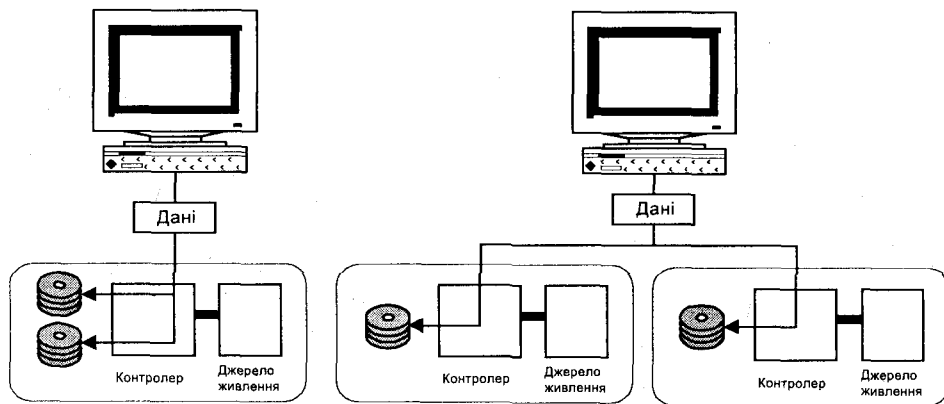 Дані
Дані
Контролер
Джерело
живлення
Контролер
Джерело
живлення
Контролер
Джерело
живлення